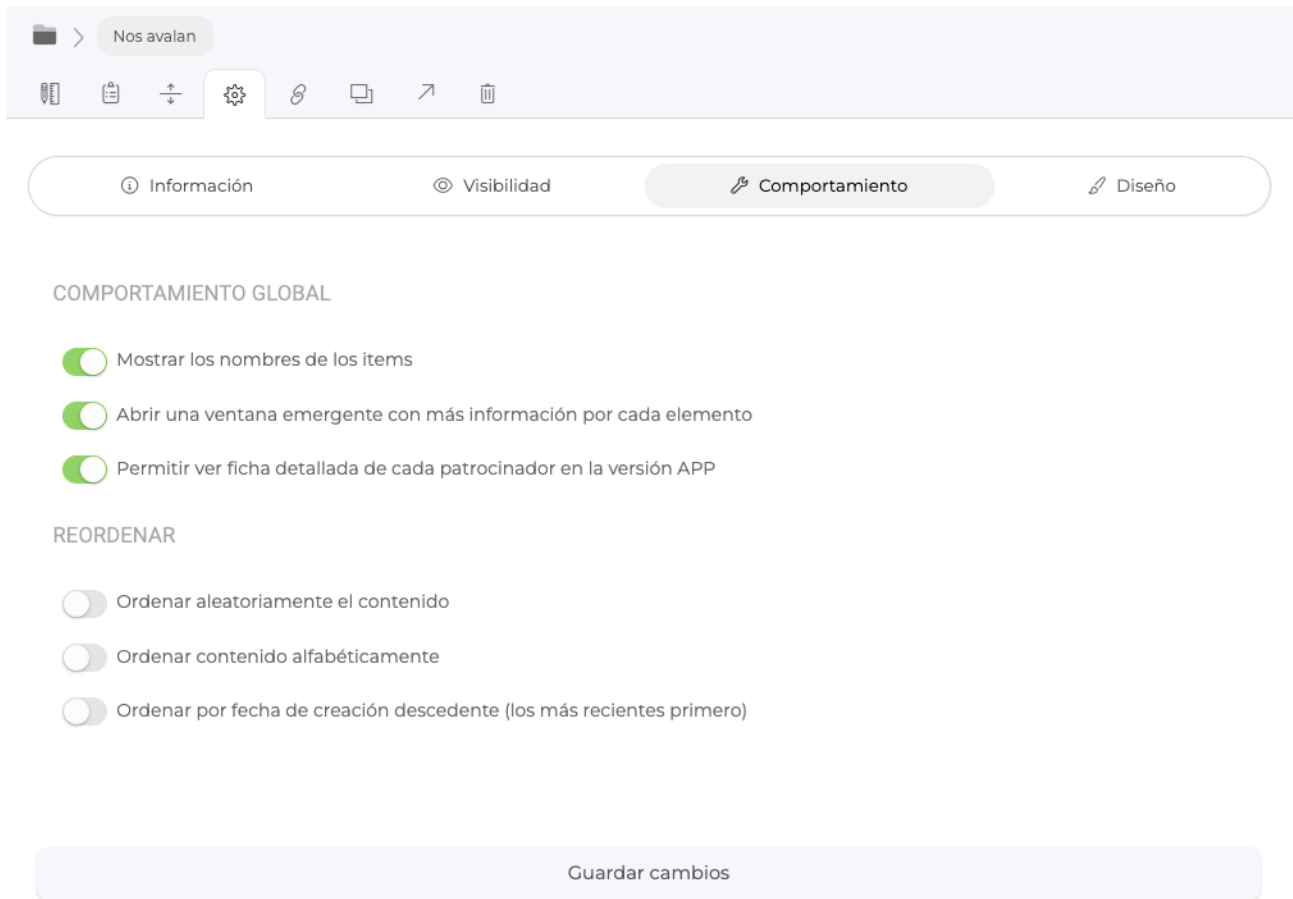 Nos avalan
Información
Visibilidad
Comportamiento
Diseño
COMPORTAMIENTO GLOBAL
Mostrar los nombres de los items
Abrir una ventana emergente con más información por cada elemento
Permitir ver ficha detallada de cada patrocinador en la versión APP
REORDENAR
Ordenar aleatoriamente el contenido
Ordenar contenido alfabéticamente
Ordenar por fecha de creación descedente (los más recientes primero)
Guardar cambios